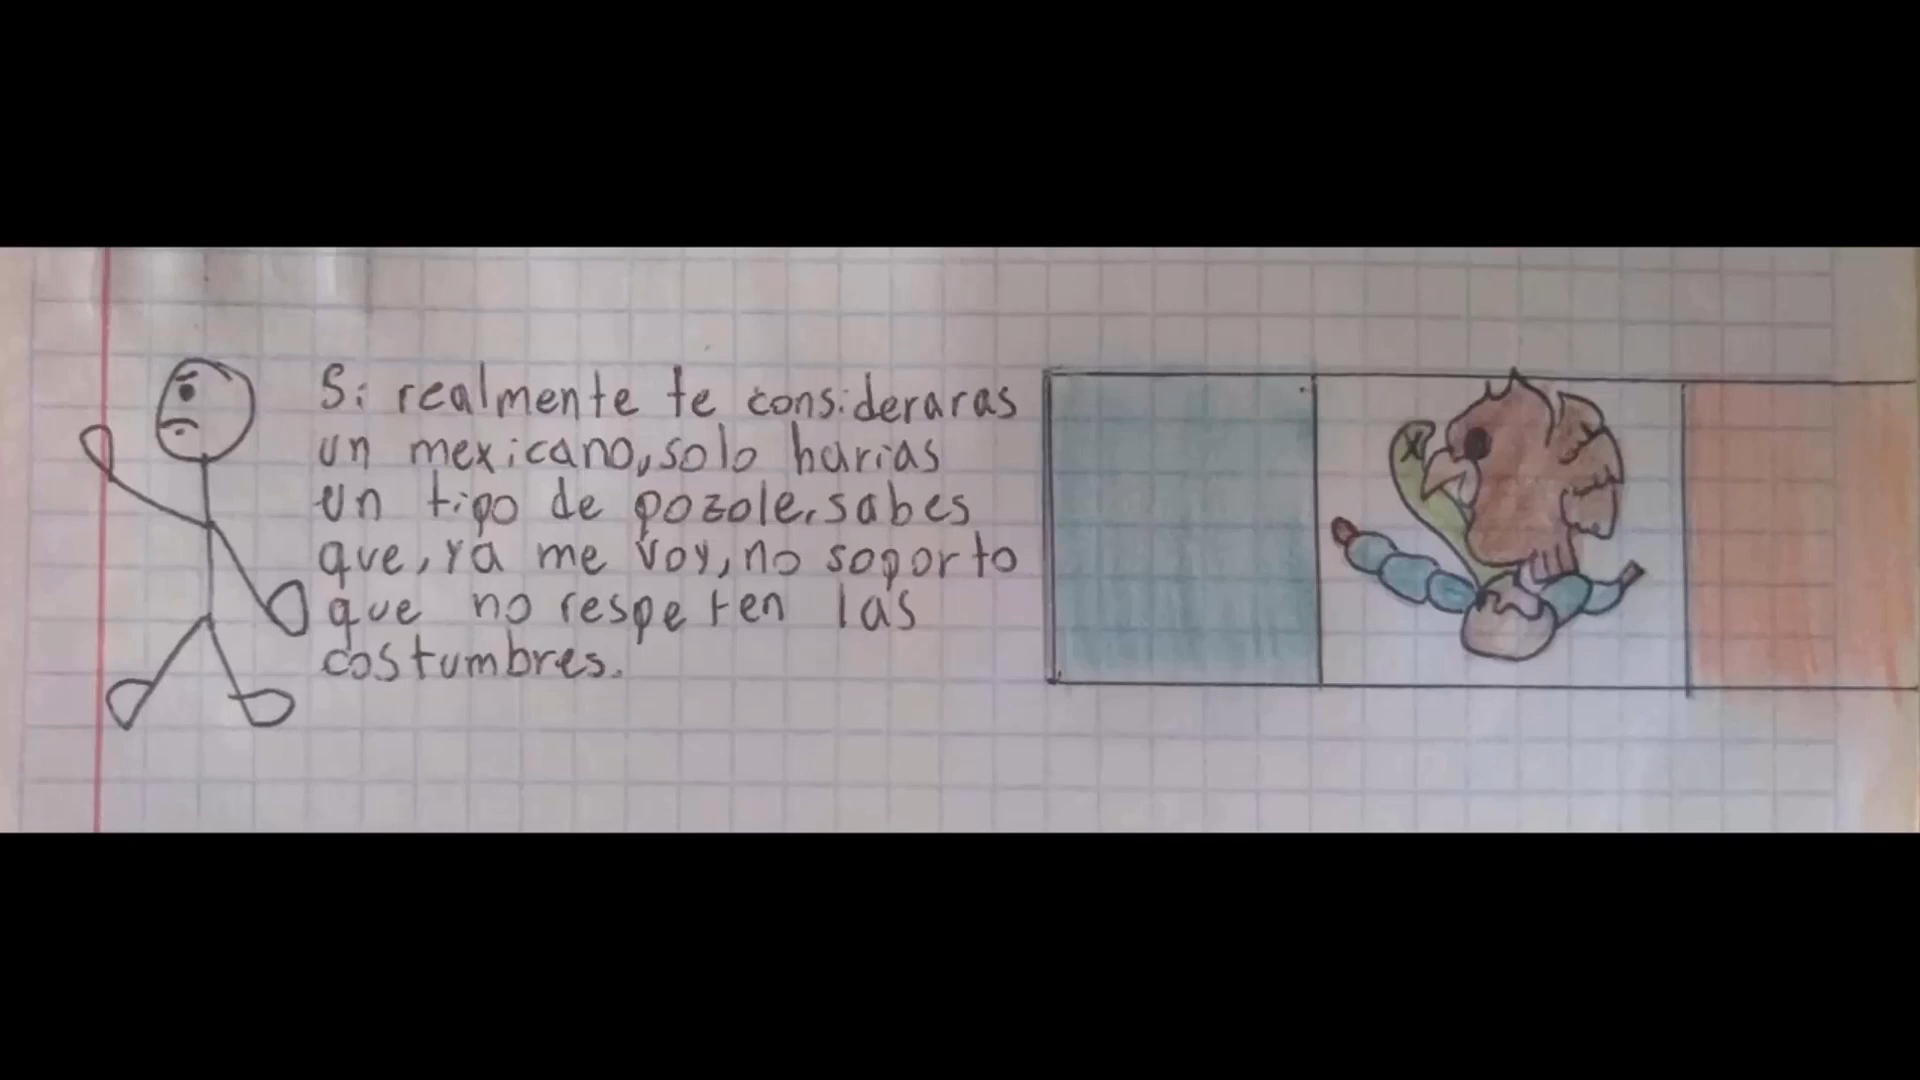 Si realmente te consideraras
un mexicano, solo harias
un tipo de pozole, sabes
que, ya me voy, no soporto
que no respeten las
costumbres.